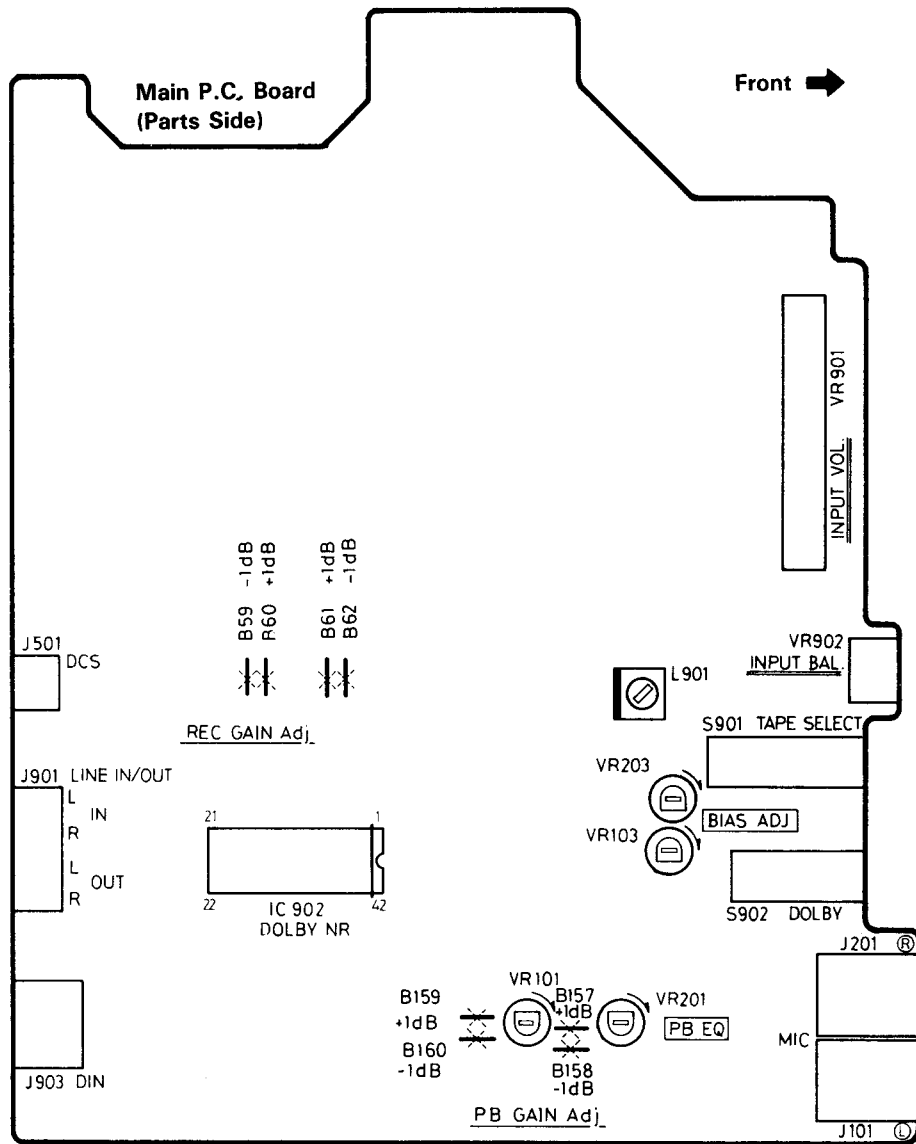 Main P.C. Board
(Parts Side)
Front
VR901
INPUT VOL.
B59 -1dB
R60 +1dB
B61 +1dB
B62 -1dB
REC GAIN Adj.
J501
DCS
L901
VR902
INPUT BAL.
S901 TAPE SELECT
VR203
BIAS ADJ
VR103
S902 DOLBY
J901 LINE IN/OUT
L
IN
R
L
OUT
R
21 1
22 42
IC902
DOLBY NR
J201 R
MIC
J101 L
VR101
B159
+1dB
B160
-1dB
B157
+1dB
B158
-1dB
VR201
PB EQ
PB GAIN Adj.
J903 DIN